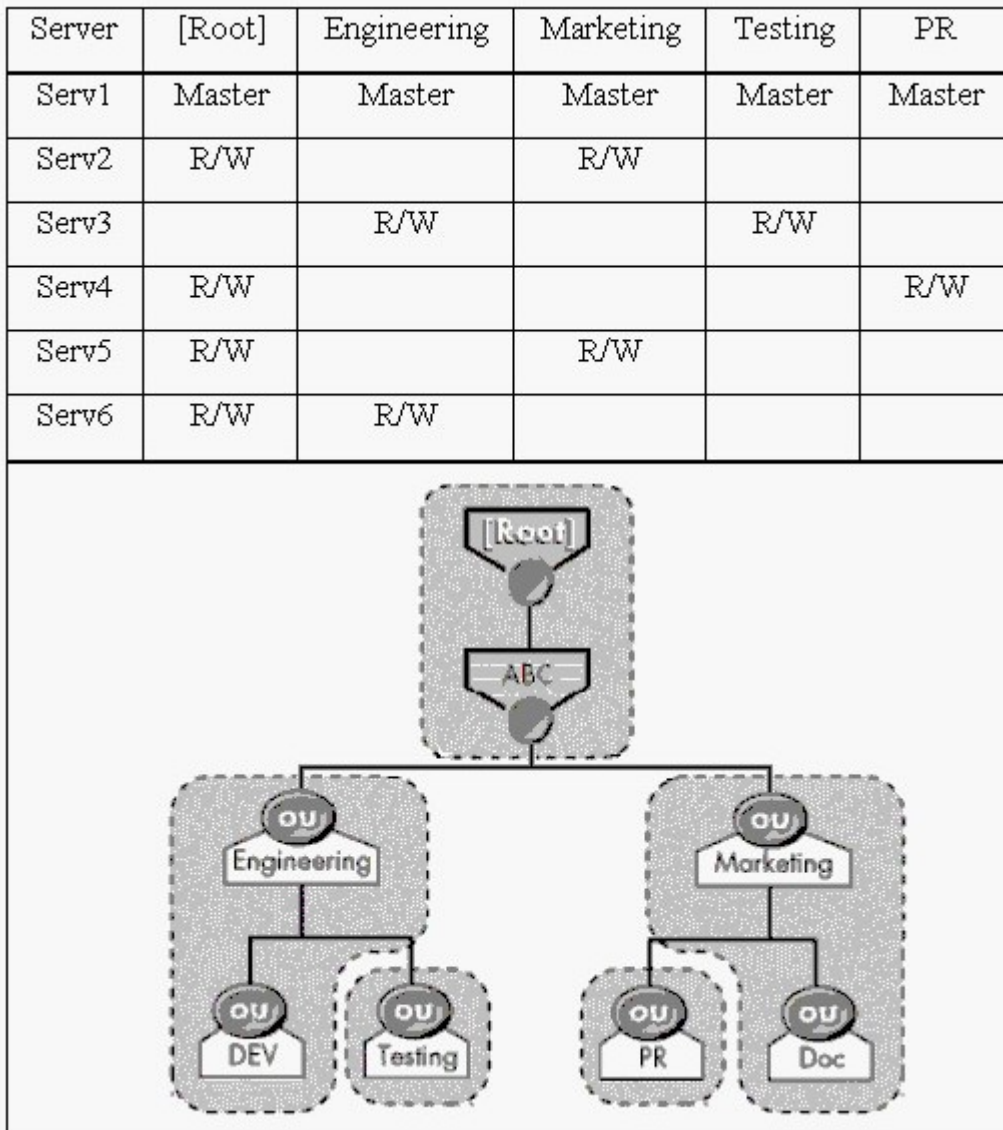 Server [Root] Engineering Marketing Testing PR
Serv1 Master Master Master Master Master
Serv2 R/W R/W
Serv3 R/W R/W
Serv4 R/W R/W
Serv5 R/W R/W
Serv6 R/W R/W
[Root]
ABC
OU OU
Engineering Marketing
OU OU OU OU
DEV Testing PR Doc